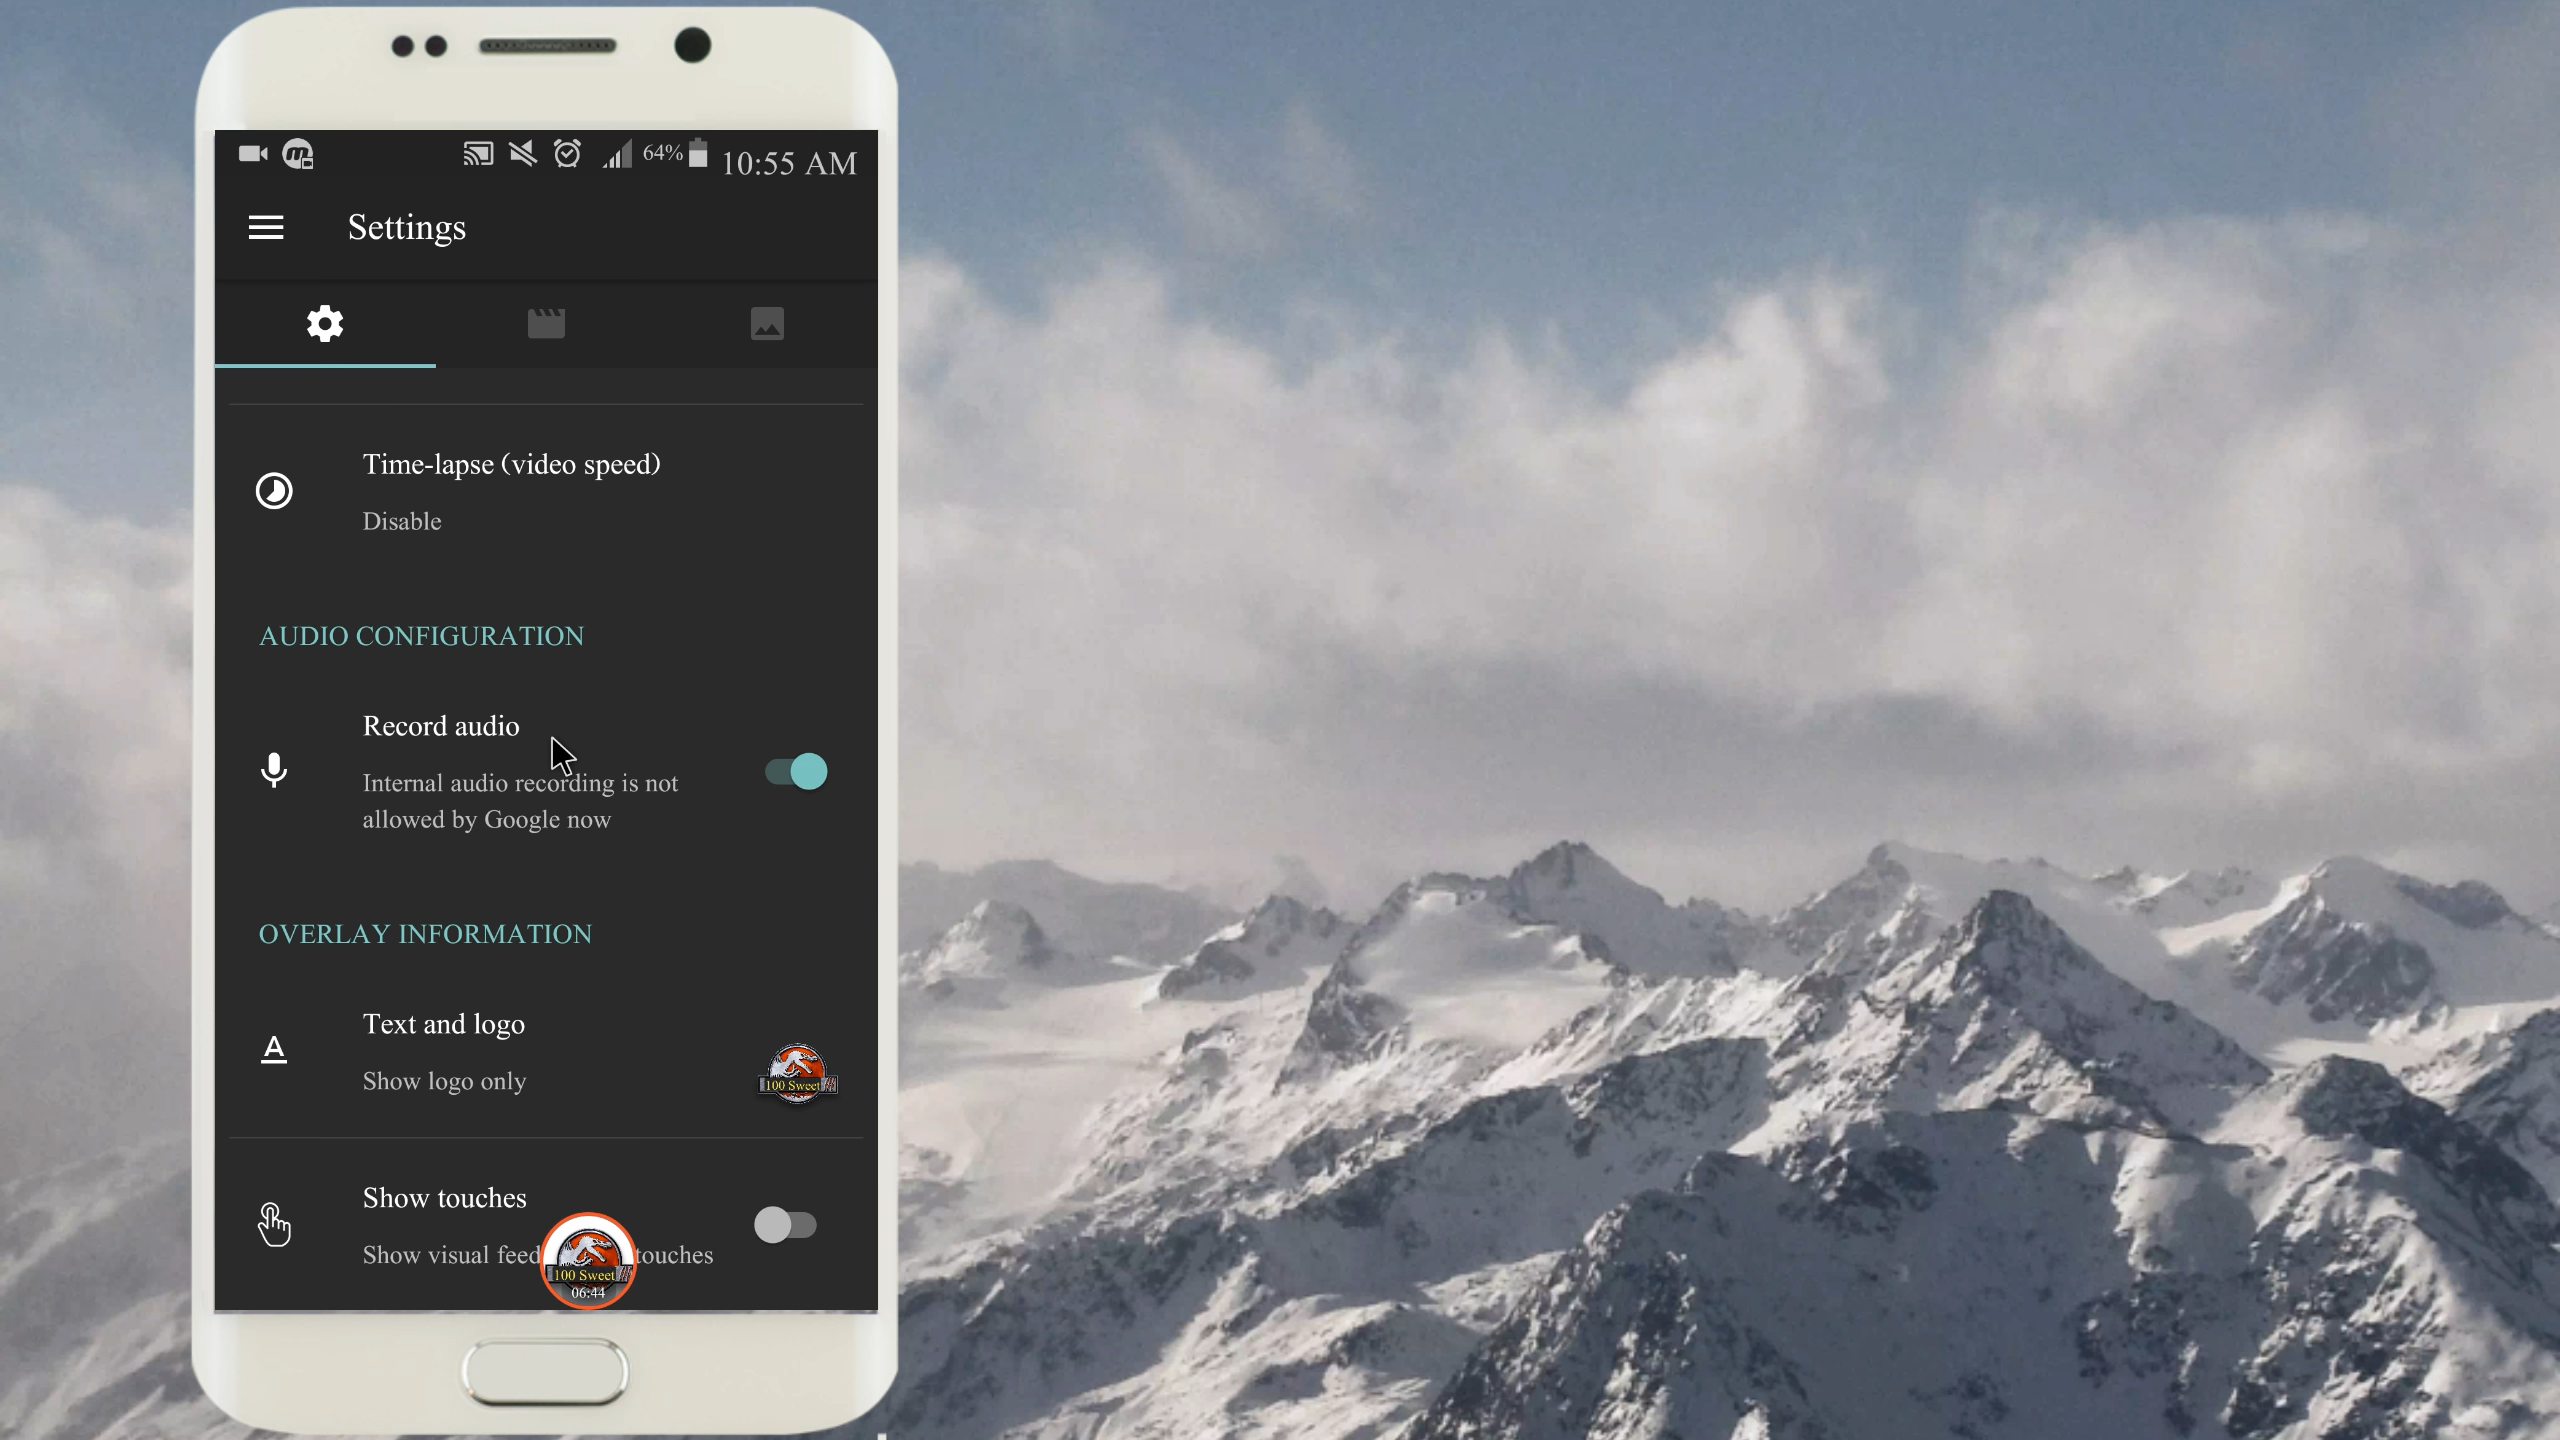 64% 10:55 AM
Settings
Time-lapse (video speed)
Disable
AUDIO CONFIGURATION
Record audio
Internal audio recording is not
allowed by Google now
OVERLAY INFORMATION
Text and logo
Show logo only
100 Sweet
Show touches
Show visual feed touches
100 Sweet
06:44